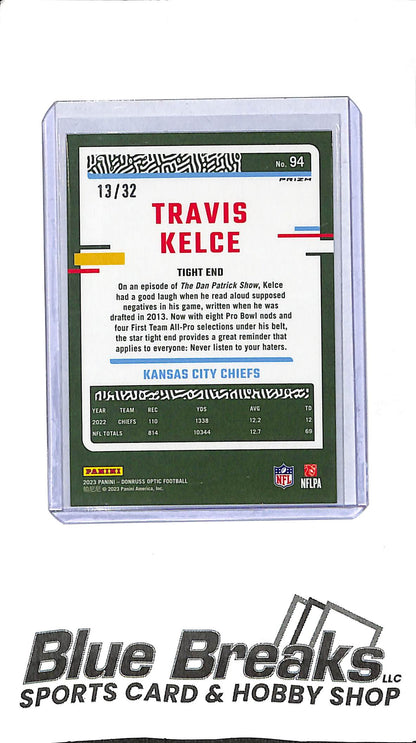 No. 94
PRIZM
13/32
TRAVIS
KELCE
TIGHT END
On an episode of The Dan Patrick Show, Kelce
had a good laugh when he read aloud supposed
negatives in his game, written when he was
drafted in 2013. Now with eight Pro Bowl nods and
four First Team All-Pro selections under his belt,
the star tight end provides a great reminder that
applies to everyone: Never listen to your haters.
KANSAS CITY CHIEFS
YEAR TEAM REC YDS AVG TD
2022 CHIEFS 110 1338 12.2 12
NFL TOTALS 814 10344 12.7 69
PANINI
NFL NFLPA
2023 PANINI – DONRUSS OPTIC FOOTBALL
帕尼尼 © 2023 Panini America, Inc.
Blue Breaks LLC
SPORTS CARD & HOBBY SHOP